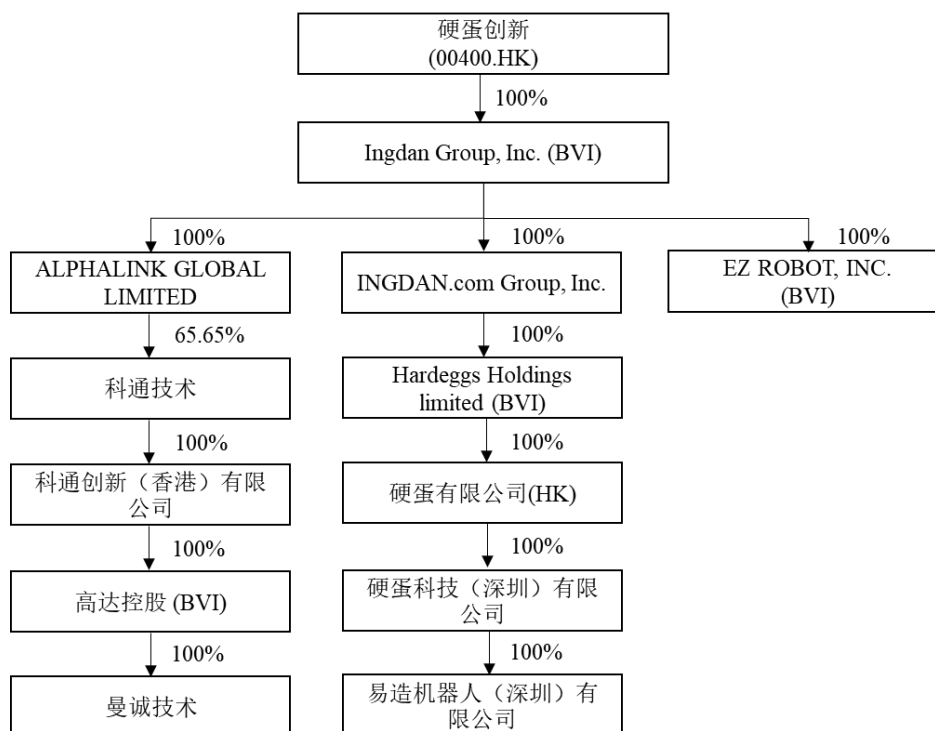 硬蛋创新
(00400.HK)
100%
Ingdan Group, Inc. (BVI)
100%
100%
100%
ALPHALINK GLOBAL
LIMITED
INGDAN.com Group, Inc.
EZ ROBOT, INC.
(BVI)
65.65%
100%
科通技术
Hardeggs Holdings
limited (BVI)
100%
100%
科通创新（香港）有限
公司
硬蛋有限公司(HK)
100%
100%
高达控股 (BVI)
硬蛋科技（深圳）有限
公司
100%
100%
曼诚技术
易造机器人（深圳）有
限公司